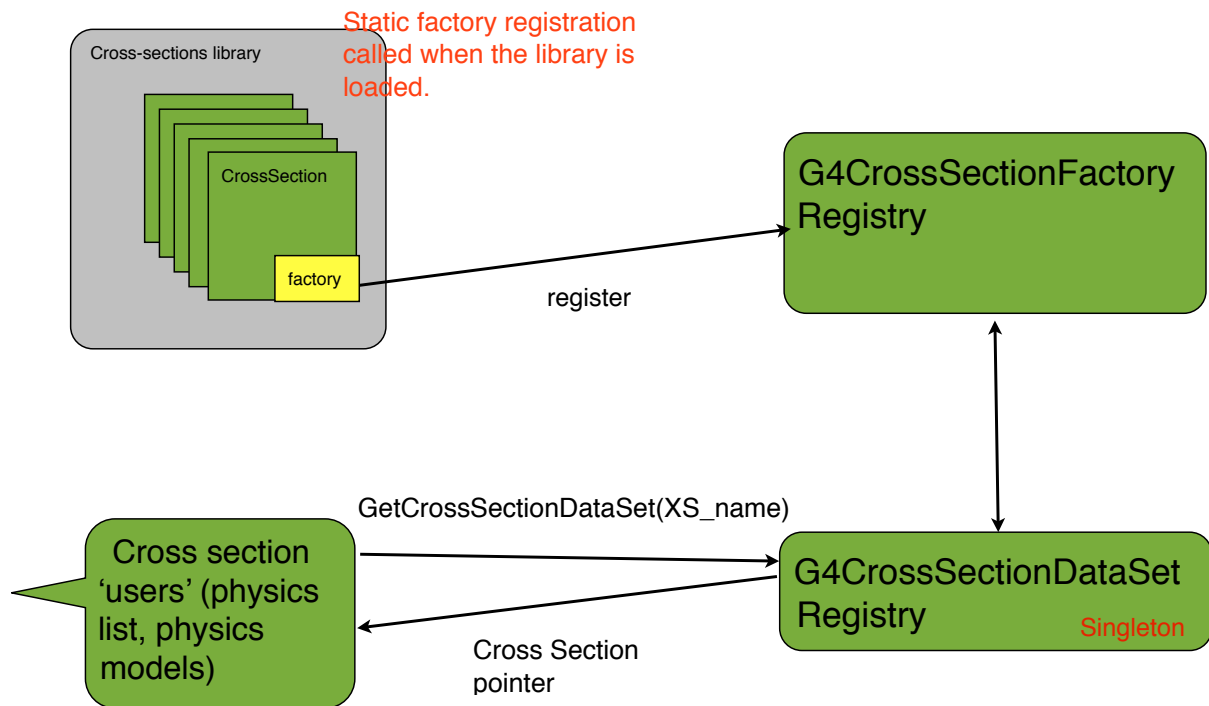 Static factory registration
called when the library is
loaded.
Cross-sections library
CrossSection
factory
register
G4CrossSectionFactory
Registry
GetCrossSectionDataSet(XS_name)
Cross section
‘users’ (physics
list, physics
models)
Cross Section
pointer
G4CrossSectionDataSet
Registry
Singleton